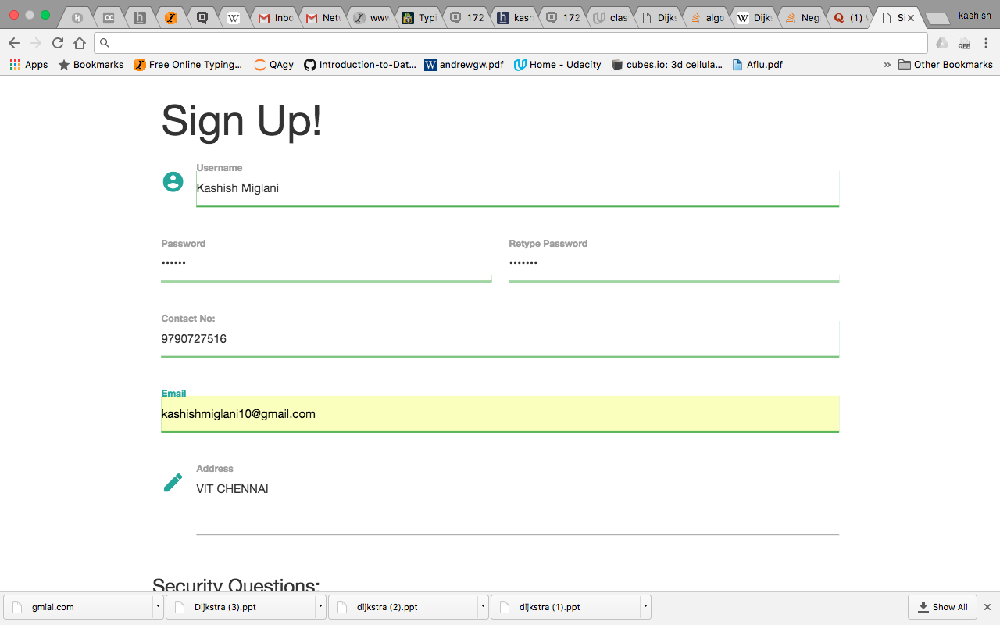 Inbo Net www Typi 172 kash 172 clas Dijks algo Dijks Neg (1) kashish
Apps Bookmarks Free Online Typing... QAgy Introduction-to-Dat... andrewgw.pdf Home - Udacity cubes.io: 3d cellula... Aflu.pdf » Other Bookmarks
Sign Up!
Username
Kashish Miglani
Password Retype Password
•••••• •••••••
Contact No:
9790727516
Email
kashishmiglani10@gmail.com
Address
VIT CHENNAI
Security Questions:
gmial.com Dijkstra (3).ppt dijkstra (2).ppt dijkstra (1).ppt Show All